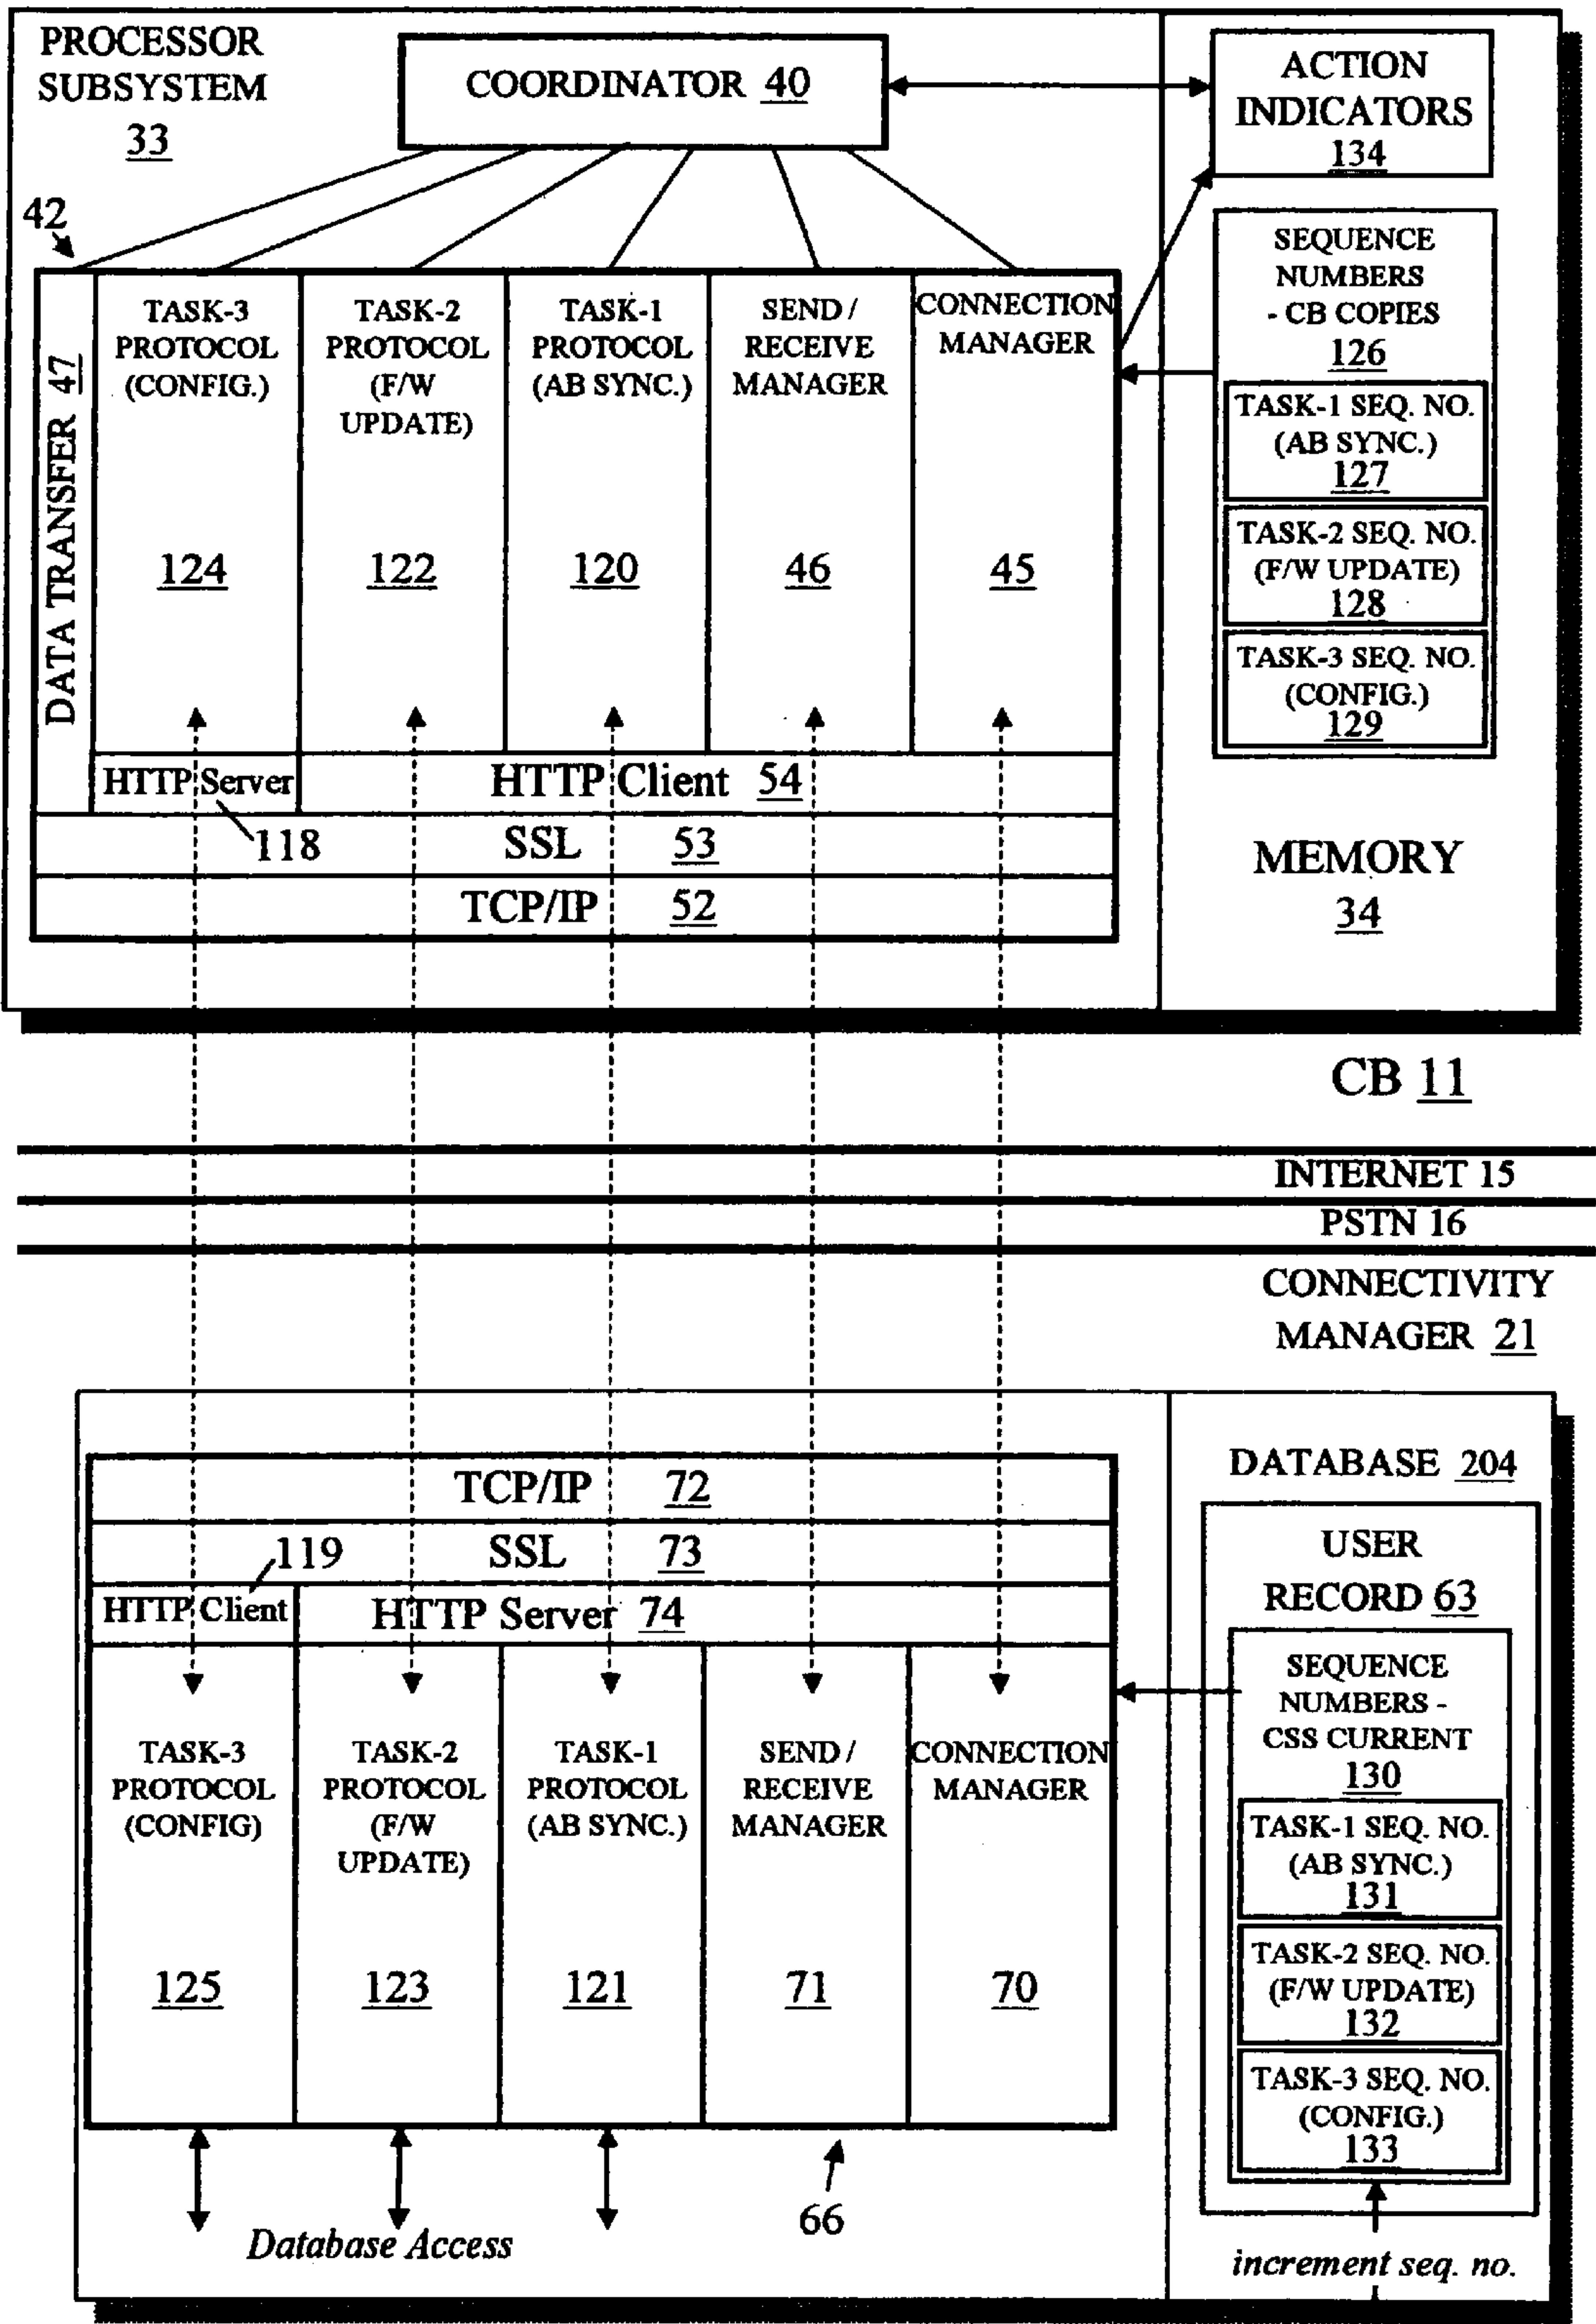 PROCESSOR
SUBSYSTEM
33
COORDINATOR 40
ACTION
INDICATORS
134
42
DATA TRANSFER 47
TASK-3
PROTOCOL
(CONFIG.)
124
TASK-2
PROTOCOL
(F/W
UPDATE)
122
TASK-1
PROTOCOL
(AB SYNC.)
120
SEND /
RECEIVE
MANAGER
46
CONNECTION
MANAGER
45
SEQUENCE
NUMBERS
- CB COPIES
126
TASK-1 SEQ. NO.
(AB SYNC.)
127
TASK-2 SEQ. NO.
(F/W UPDATE)
128
TASK-3 SEQ. NO.
(CONFIG.)
129
HTTP Server
HTTP Client 54
118
SSL 53
TCP/IP 52
MEMORY
34
CB 11
INTERNET 15
PSTN 16
CONNECTIVITY
MANAGER 21
TCP/IP 72
119
SSL 73
HTTP Client
HTTP Server 74
TASK-3
PROTOCOL
(CONFIG)
125
TASK-2
PROTOCOL
(F/W
UPDATE)
123
TASK-1
PROTOCOL
(AB SYNC.)
121
SEND /
RECEIVE
MANAGER
71
CONNECTION
MANAGER
70
DATABASE 204
USER
RECORD 63
SEQUENCE
NUMBERS -
CSS CURRENT
130
TASK-1 SEQ. NO.
(AB SYNC.)
131
TASK-2 SEQ. NO.
(F/W UPDATE)
132
TASK-3 SEQ. NO.
(CONFIG.)
133
66
Database Access
increment seq. no.